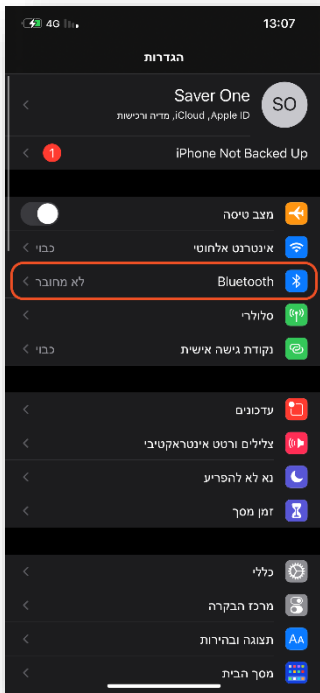 13:07
4G
הגדרות
SO
Saver One
Apple ID, ‏iCloud, מדיה ורכישות
iPhone Not Backed Up
1
מצב טיסה
אינטרנט אלחוטי כבוי
Bluetooth לא מחובר
סלולרי
נקודת גישה אישית כבוי
עדכונים
צלילים ורטט אינטראקטיבי
נא לא להפריע
זמן מסך
כללי
מרכז הבקרה
AA תצוגה ובהירות
מסך הבית